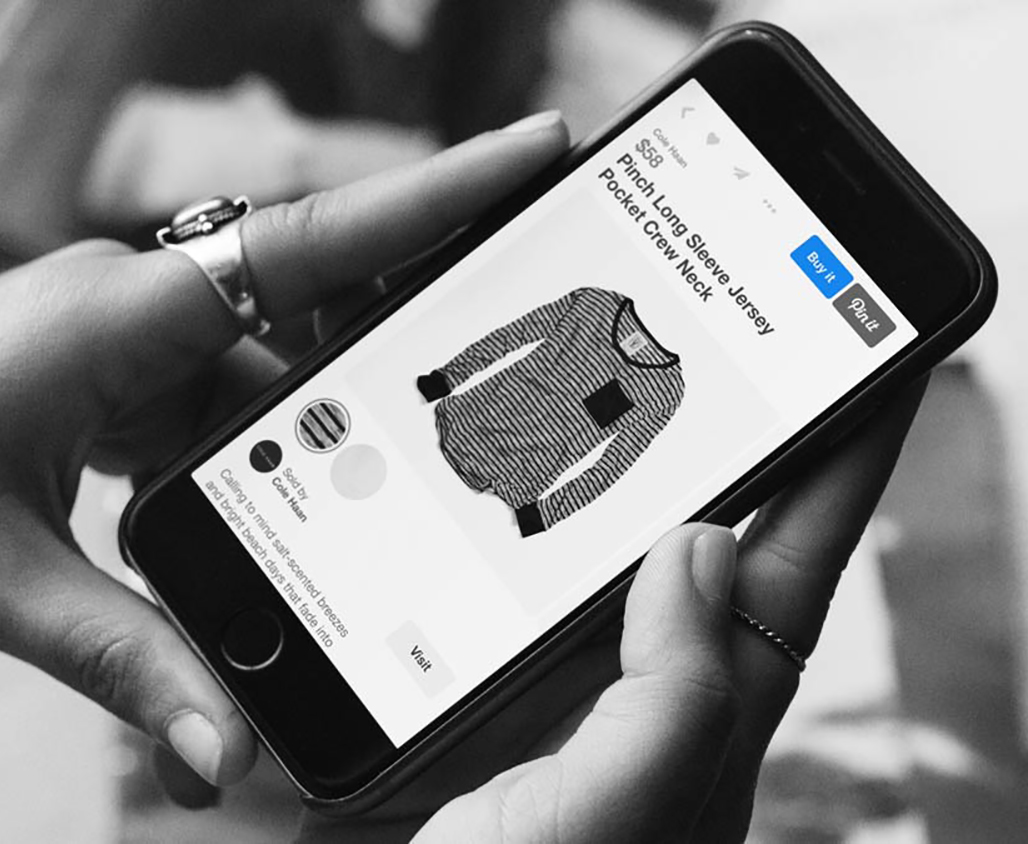 Cole Haan
$58
Pinch Long Sleeve Jersey
Pocket Crew Neck
Buy it
Pin it
Sold by
Cole Haan
Calling to mind salt-scented breezes
and bright beach days that fade into
Visit